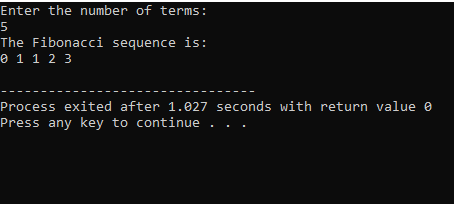 Enter the number of terms:
5
The Fibonacci sequence is:
0 1 1 2 3
--------------------------------
Process exited after 1.027 seconds with return value 0
Press any key to continue . . .